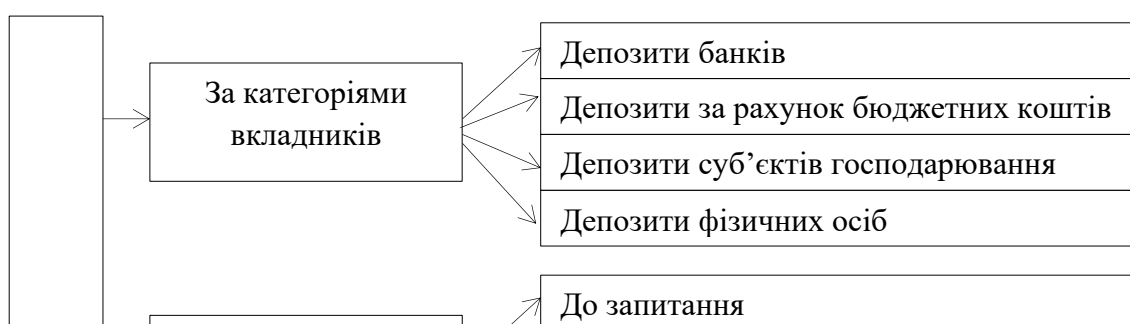 За категоріями
вкладників
Депозити банків
Депозити за рахунок бюджетних коштів
Депозити суб’єктів господарювання
Депозити фізичних осіб
До запитання